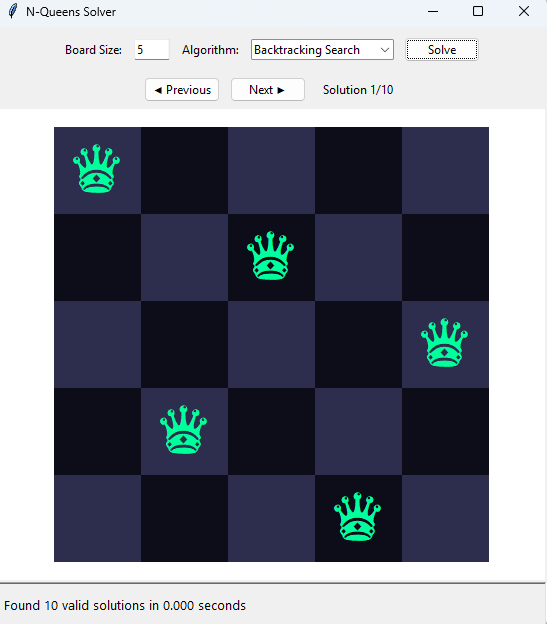 N-Queens Solver
Board Size: 5 Algorithm: Backtracking Search Solve
◄ Previous Next ► Solution 1/10
Found 10 valid solutions in 0.000 seconds